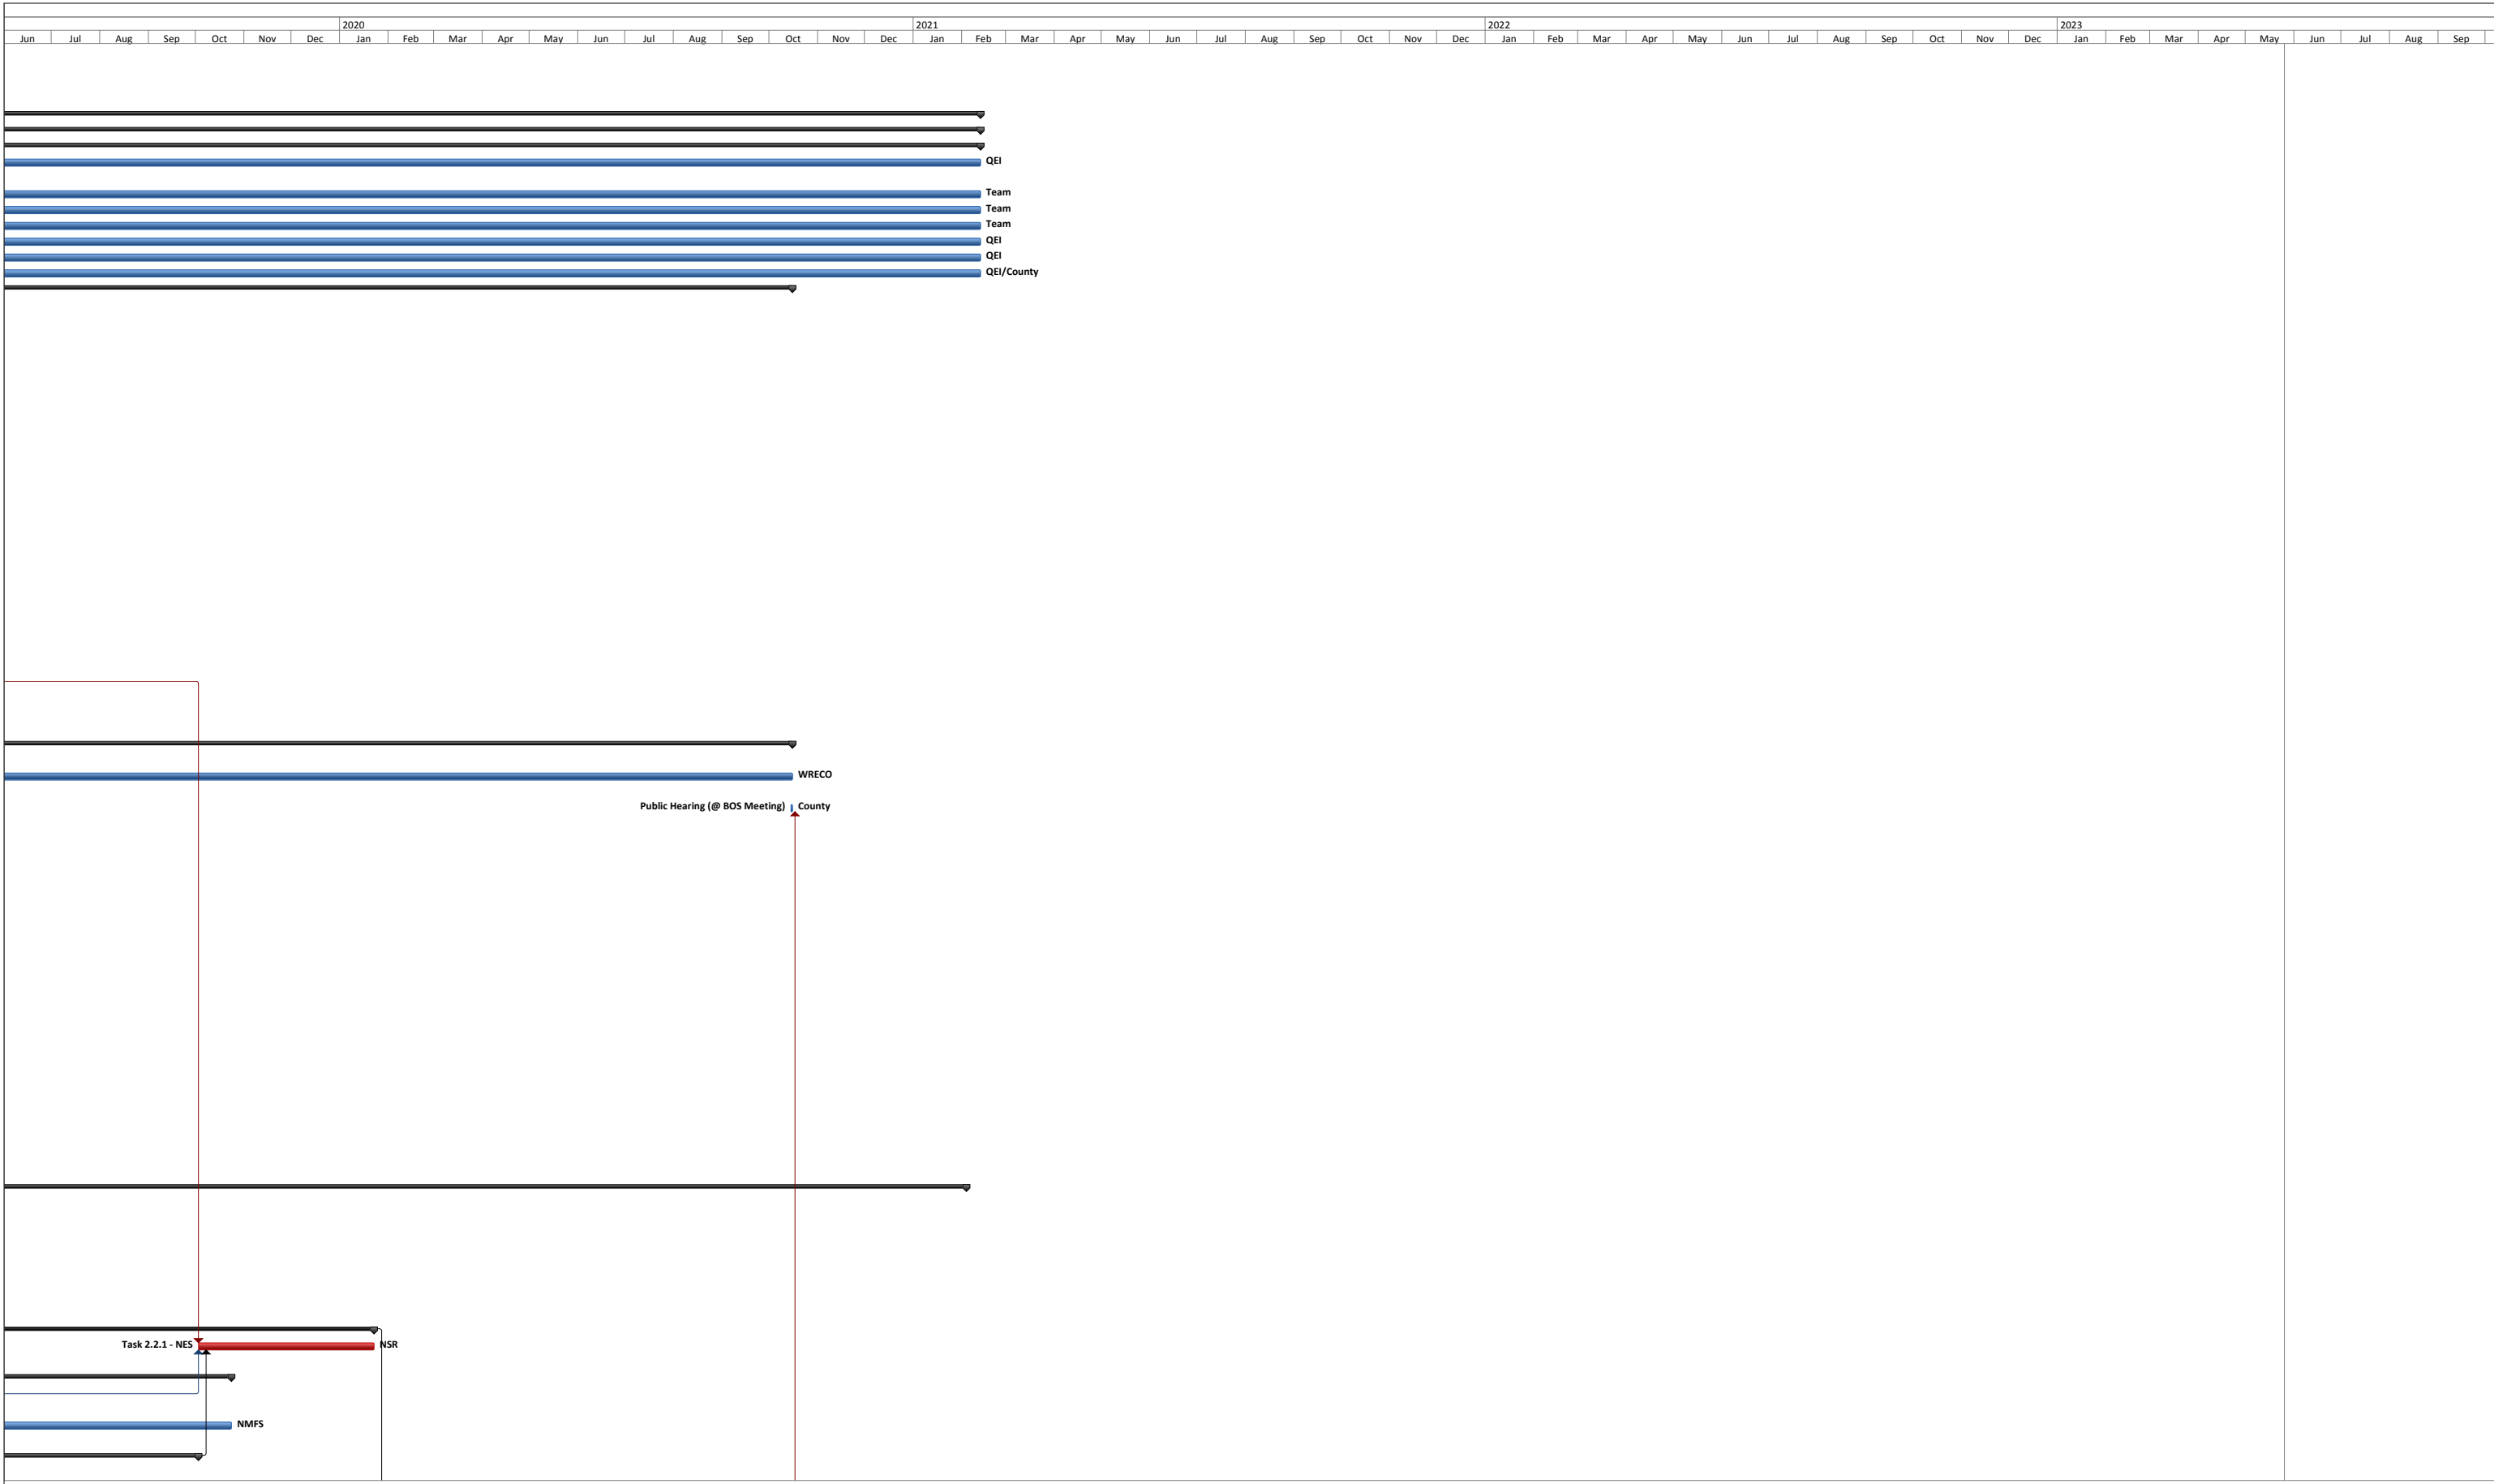 2020 2021 2022 2023
Jun Jul Aug Sep Oct Nov Dec Jan Feb Mar Apr May Jun Jul Aug Sep Oct Nov Dec Jan Feb Mar Apr May Jun Jul Aug Sep Oct Nov Dec Jan Feb Mar Apr May Jun Jul Aug Sep Oct Nov Dec Jan Feb Mar Apr May Jun Jul Aug Sep
QEI
Team
Team
Team
QEI
QEI
QEI/County
WRECO
Public Hearing (@ BOS Meeting) County
Task 2.2.1 - NES NSR
NMFS